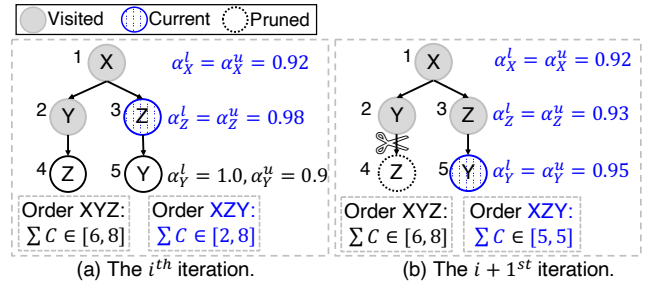 Visited Current Pruned
1 X α_X^l = α_X^u = 0.92
2 Y 3 Z α_Z^l = α_Z^u = 0.98
4 Z 5 Y α_Y^l = 1.0, α_Y^u = 0.9
Order XYZ: Order XZY:
∑ C ∈ [6,8] ∑ C ∈ [2,8]
(a) The i^th iteration.
1 X α_X^l = α_X^u = 0.92
2 Y 3 Z α_Z^l = α_Z^u = 0.93
4 Z 5 Y α_Y^l = α_Y^u = 0.95
Order XYZ: Order XZY:
∑ C ∈ [6,8] ∑ C ∈ [5,5]
(b) The i + 1^st iteration.